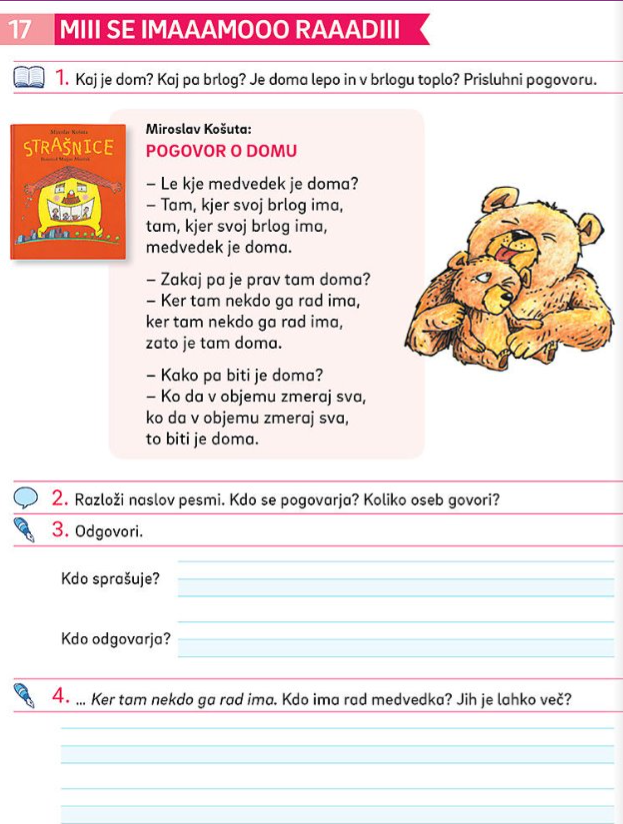 17 MIII SE IMAAAMOOO RAAADIII
1. Kaj je dom? Kaj pa brlog? Je doma lepo in v brlogu toplo? Prisluhni pogovoru.
Miroslav Košuta
STRAŠNICE
Miroslav Košuta:
POGOVOR O DOMU
– Le kje medvedek je doma?
– Tam, kjer svoj brlog ima,
tam, kjer svoj brlog ima,
medvedek je doma.
– Zakaj pa je prav tam doma?
– Ker tam nekdo ga rad ima,
ker tam nekdo ga rad ima,
zato je tam doma.
– Kako pa biti je doma?
– Ko da v objemu zmeraj sva,
ko da v objemu zmeraj sva,
to biti je doma.
2. Razloži naslov pesmi. Kdo se pogovarja? Koliko oseb govori?
3. Odgovori.
Kdo sprašuje?
Kdo odgovarja?
4. ... Ker tam nekdo ga rad ima. Kdo ima rad medvedka? Jih je lahko več?